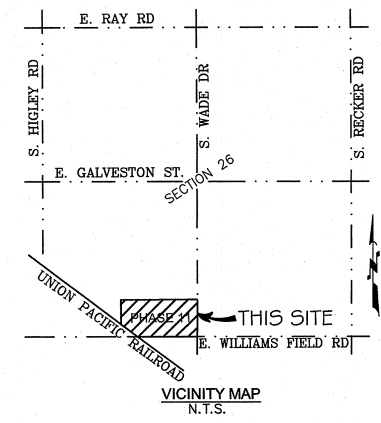 E. RAY RD
S. HIGLEY RD
S. WADE DR
S. RECKER RD
E. GALVESTON ST.
SECTION 26
UNION PACIFIC RAILROAD
PHASE 11
THIS SITE
E. WILLIAMS FIELD RD
N
VICINITY MAP
N.T.S.